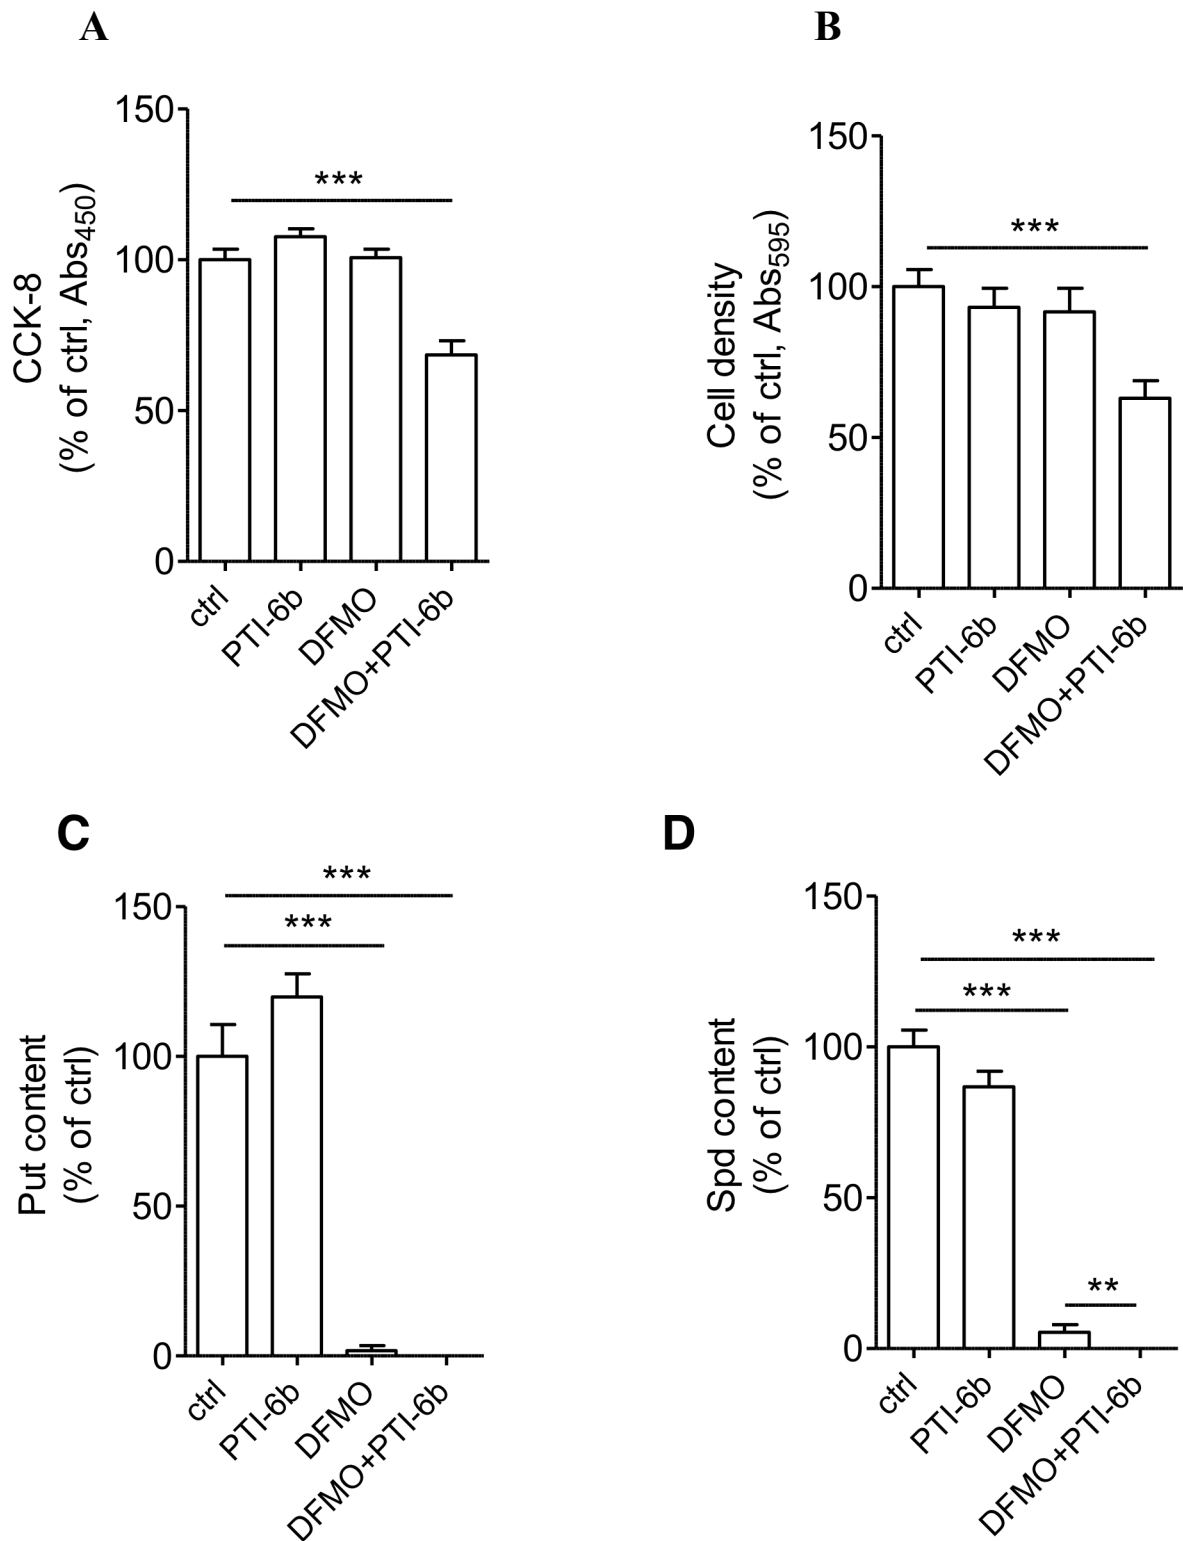 A
150
100
50
0
CCK-8
(% of ctrl, Abs450)
***
ctrl
PTI-6b
DFMO
DFMO+PTI-6b
B
150
100
50
0
Cell density
(% of ctrl, Abs595)
***
ctrl
PTI-6b
DFMO
DFMO+PTI-6b
C
150
100
50
0
Put content
(% of ctrl)
***
***
ctrl
PTI-6b
DFMO
DFMO+PTI-6b
D
150
100
50
0
Spd content
(% of ctrl)
***
***
**
ctrl
PTI-6b
DFMO
DFMO+PTI-6b